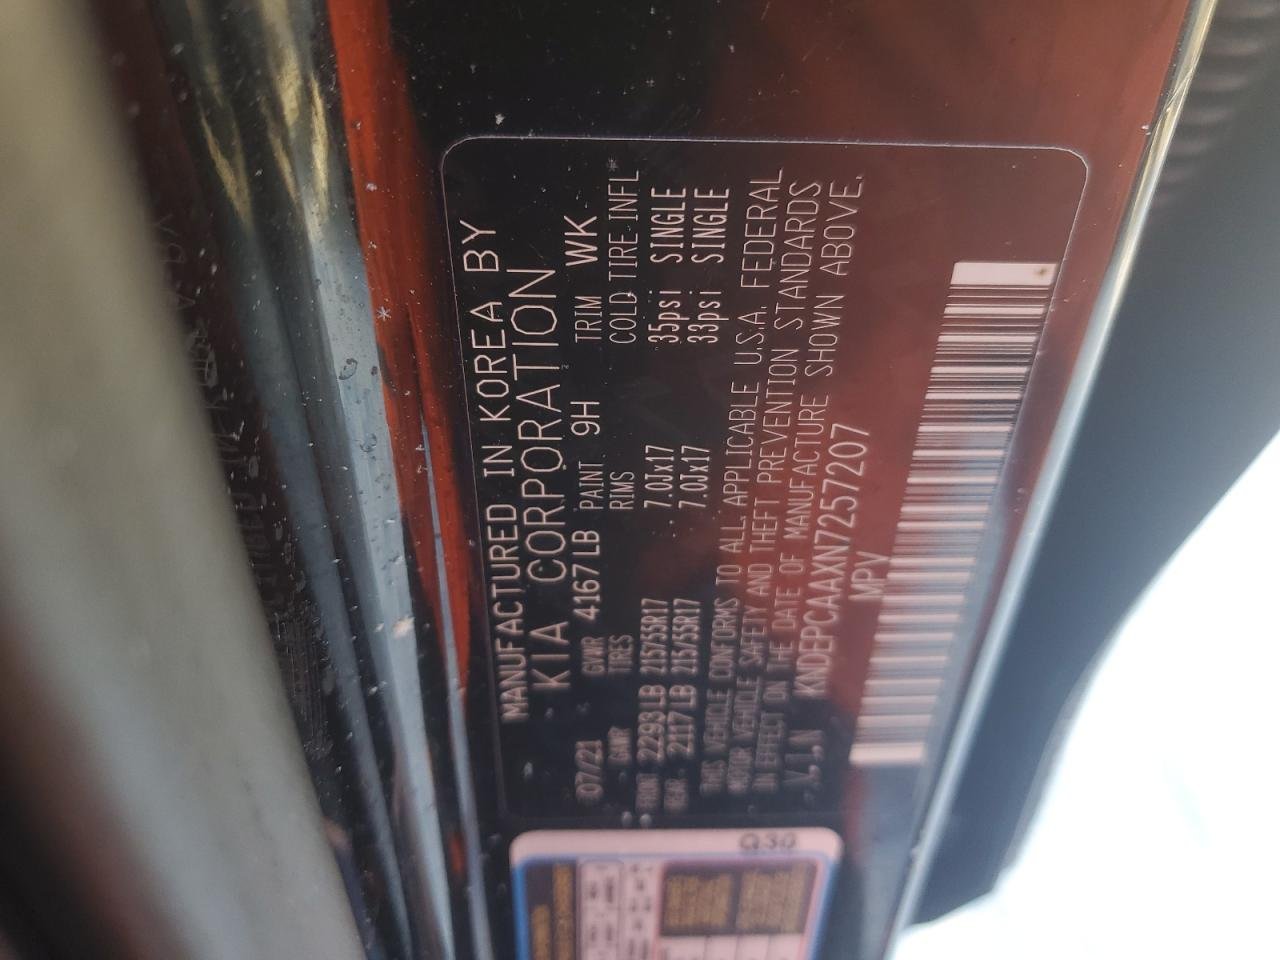 MANUFACTURED IN KOREA BY
KIA CORPORATION
07/21 GVWR 4167LB PAINT 9H TRIM WK
GAWR TIRES RIMS COLD TIRE INFL
FRONT 2293LB 215/55R17 7.0Jx17 35psi SINGLE
REAR 2117LB 215/55R17 7.0Jx17 33psi SINGLE
THIS VEHICLE CONFORMS TO ALL APPLICABLE U.S.A. FEDERAL
MOTOR VEHICLE SAFETY AND THEFT PREVENTION STANDARDS
IN EFFECT ON THE DATE OF MANUFACTURE SHOWN ABOVE.
V.I.N KNDEPCAAXN7257207
MPV
Q30